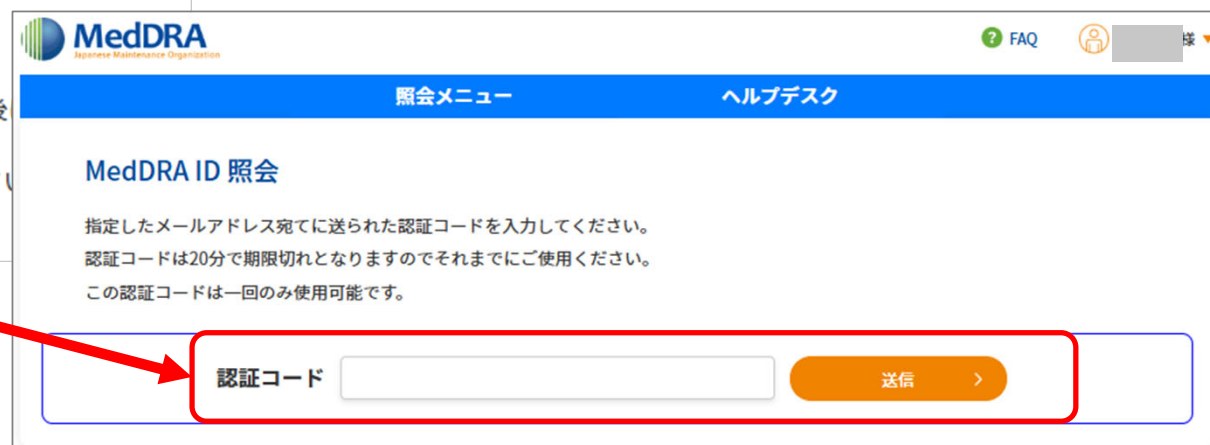 MedDRA
Japanese Maintenance Organization
? FAQ
様
照会メニュー ヘルプデスク
後
い
MedDRA ID 照会
指定したメールアドレス宛てに送られた認証コードを入力してください。
認証コードは20分で期限切れとなりますのでそれまでにご使用ください。
この認証コードは一回のみ使用可能です。
認証コード 送信